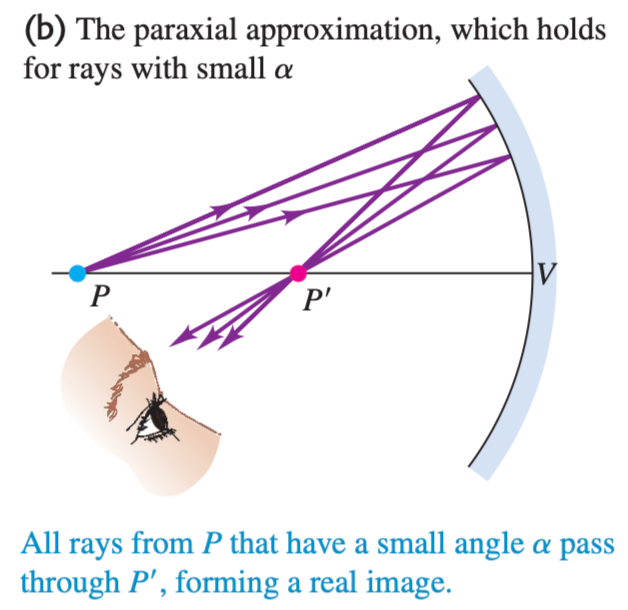 (b) The paraxial approximation, which holds
for rays with small α
V
P
P′
All rays from P that have a small angle α pass
through P′, forming a real image.